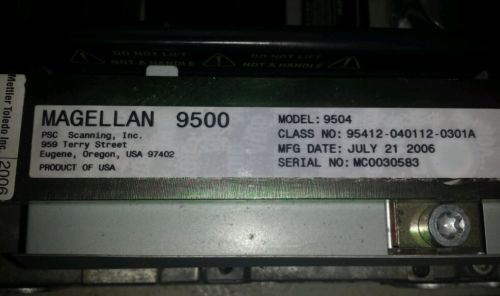 DO NOT LIFT
NOT A HANDLE
DO NOT LIFT
NOT A HANDLE
Mettler Toledo Inc.
2006
MAGELLAN 9500
PSC Scanning, Inc.
959 Terry Street
Eugene, Oregon, USA 97402
PRODUCT OF USA
MODEL: 9504
CLASS NO: 95412-040112-0301A
MFG DATE: JULY 21 2006
SERIAL NO: MC0030583